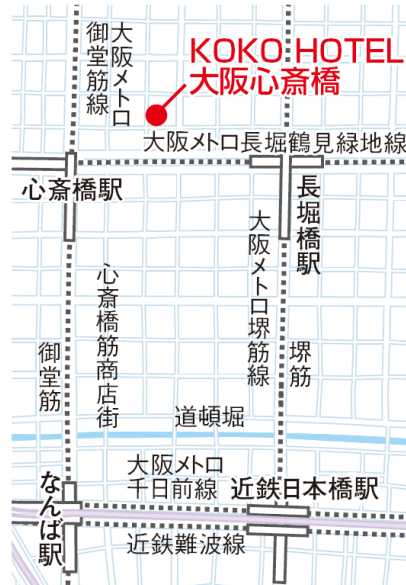 KOKO HOTEL
大阪心斎橋
大阪メトロ
御堂筋線
大阪メトロ長堀鶴見緑地線
心斎橋駅
長堀橋駅
大阪メトロ堺筋線
堺筋
心斎橋筋商店街
御堂筋
道頓堀
大阪メトロ
千日前線
近鉄日本橋駅
なんば駅
近鉄難波線